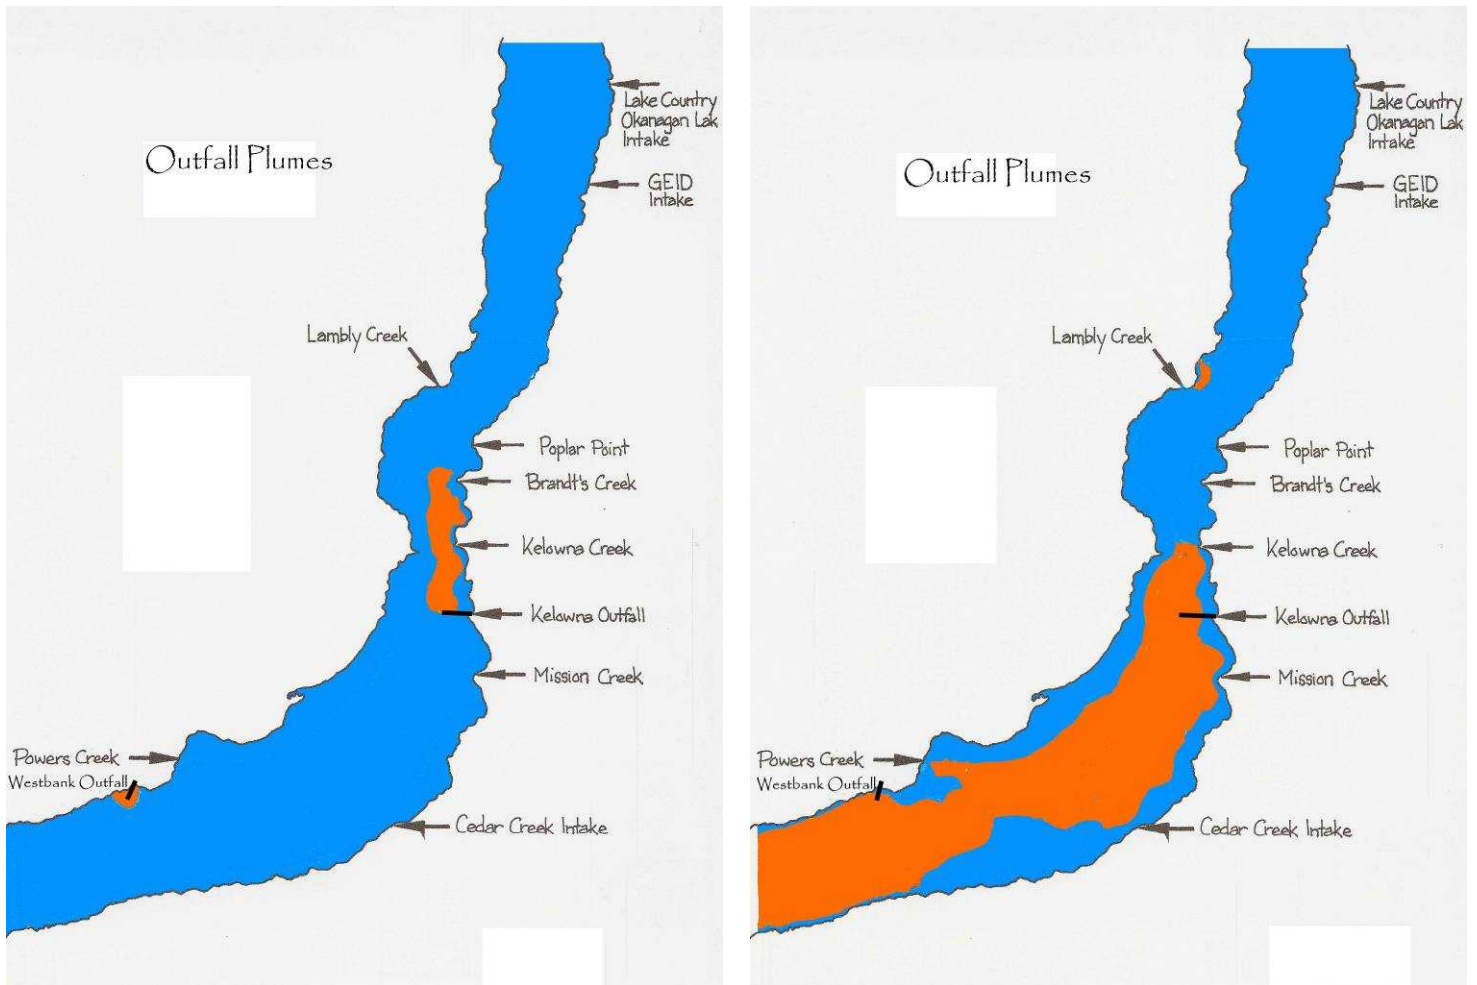 Outfall Plumes
Lake Country
Okanagan Lak
Intake
GEID
Intake
Lambly Creek
Poplar Point
Brandt's Creek
Kelowna Creek
Kelowna Outfall
Mission Creek
Powers Creek
Westbank Outfall
Cedar Creek Intake
Outfall Plumes
Lake Country
Okanagan Lak
Intake
GEID
Intake
Lambly Creek
Poplar Point
Brandt's Creek
Kelowna Creek
Kelowna Outfall
Mission Creek
Powers Creek
Westbank Outfall
Cedar Creek Intake